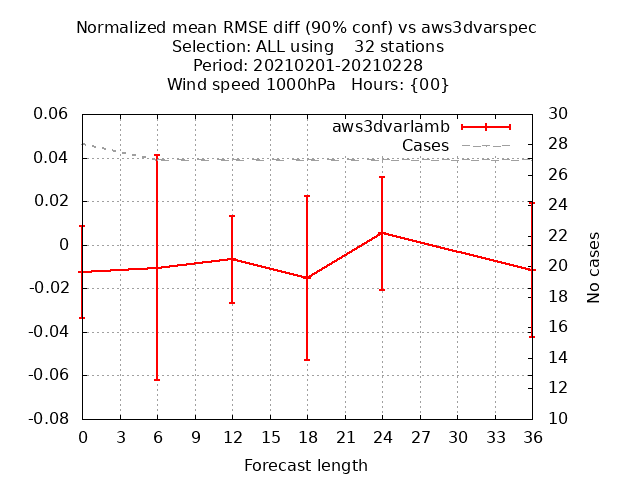 Normalized mean RMSE diff (90% conf) vs aws3dvarspec
Selection: ALL using    32 stations
Period: 20210201-20210228
Wind speed 1000hPa   Hours: {00}
aws3dvarlamb
Cases
0.06
0.04
0.02
0
-0.02
-0.04
-0.06
-0.08
30
28
26
24
22
20
18
16
14
12
10
No cases
0 3 6 9 12 15 18 21 24 27 30 33 36
Forecast length